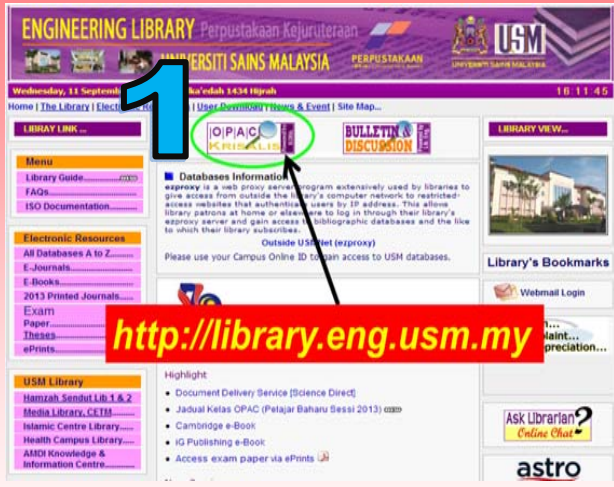 ENGINEERING LIBRARY Perpustakaan Kejuruteraan
UNIVERSITI SAINS MALAYSIA
PERPUSTAKAAN
USM
UNIVERSITI SAINS MALAYSIA
Wednesday, 11 Septemb
ka'edah 1434 Hijrah
16:11:45
Home | The Library | Electronic Re
| User Download | News & Event | Site Map...
1
LIBRAY LINK ...
Menu
Library Guide
FAQs
ISO Documentation
Electronic Resources
All Databases A to Z
E-Journals
E-Books
2013 Printed Journals
Exam
Paper
Theses
ePrints
USM Library
Hamzah Sendut Lib 1 & 2
Media Library, CETM
Islamic Centre Library
Health Campus Library
AMDI Knowledge &
Information Centre
OPAC
KRISALIS
BULLETIN &
DISCUSSION
Databases Information
ezproxy is a web proxy server program extensively used by libraries to
give access from outside the library's computer network to restricted-
access websites that authenticate users by IP address. This allows
library patrons at home or elsewhere to log in through their library's
ezproxy server and gain access to bibliographic databases and the like
to which their library subscribes.
Outside USMNet (ezproxy)
Please use your Campus Online ID to gain access to USM databases.
http://library.eng.usm.my
Highlight
Document Delivery Service [Science Direct]
Jadual Kelas OPAC (Pelajar Baharu Sessi 2013)
Cambridge e-Book
iG Publishing e-Book
Access exam paper via ePrints
LIBRARY VIEW...
Library's Bookmarks
Webmail Login
plaint...
preciation...
Ask Librarian?
Online Chat
astro